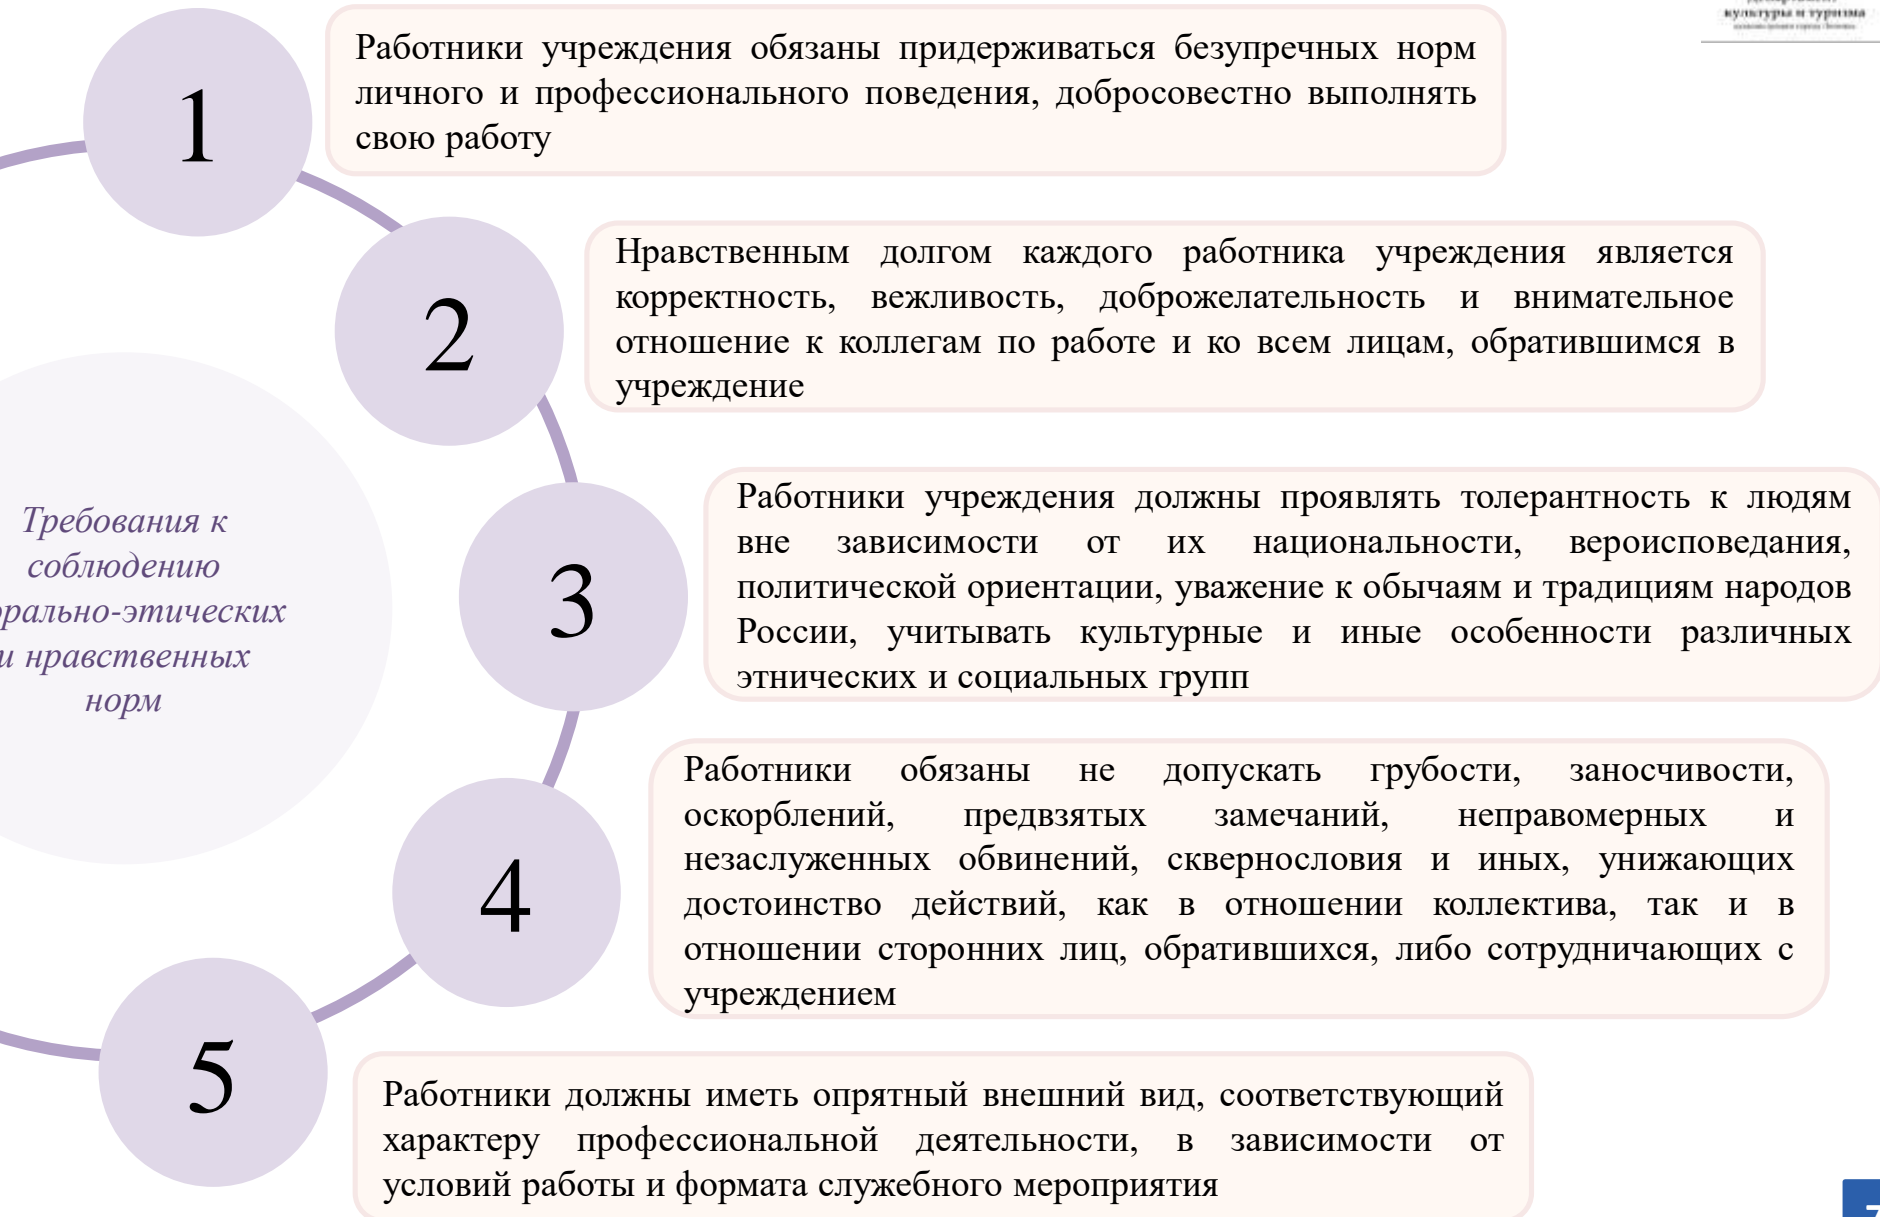 культуры и туризма
1
Работники учреждения обязаны придерживаться безупречных норм
личного и профессионального поведения, добросовестно выполнять
свою работу
2
Нравственным долгом каждого работника учреждения является
корректность, вежливость, доброжелательность и внимательное
отношение к коллегам по работе и ко всем лицам, обратившимся в
учреждение
Требования к
соблюдению
орально-этических
и нравственных
норм
3
Работники учреждения должны проявлять толерантность к людям
вне зависимости от их национальности, вероисповедания,
политической ориентации, уважение к обычаям и традициям народов
России, учитывать культурные и иные особенности различных
этнических и социальных групп
4
Работники обязаны не допускать грубости, заносчивости,
оскорблений, предвзятых замечаний, неправомерных и
незаслуженных обвинений, сквернословия и иных, унижающих
достоинство действий, как в отношении коллектива, так и в
отношении сторонних лиц, обратившихся, либо сотрудничающих с
учреждением
5
Работники должны иметь опрятный внешний вид, соответствующий
характеру профессиональной деятельности, в зависимости от
условий работы и формата служебного мероприятия